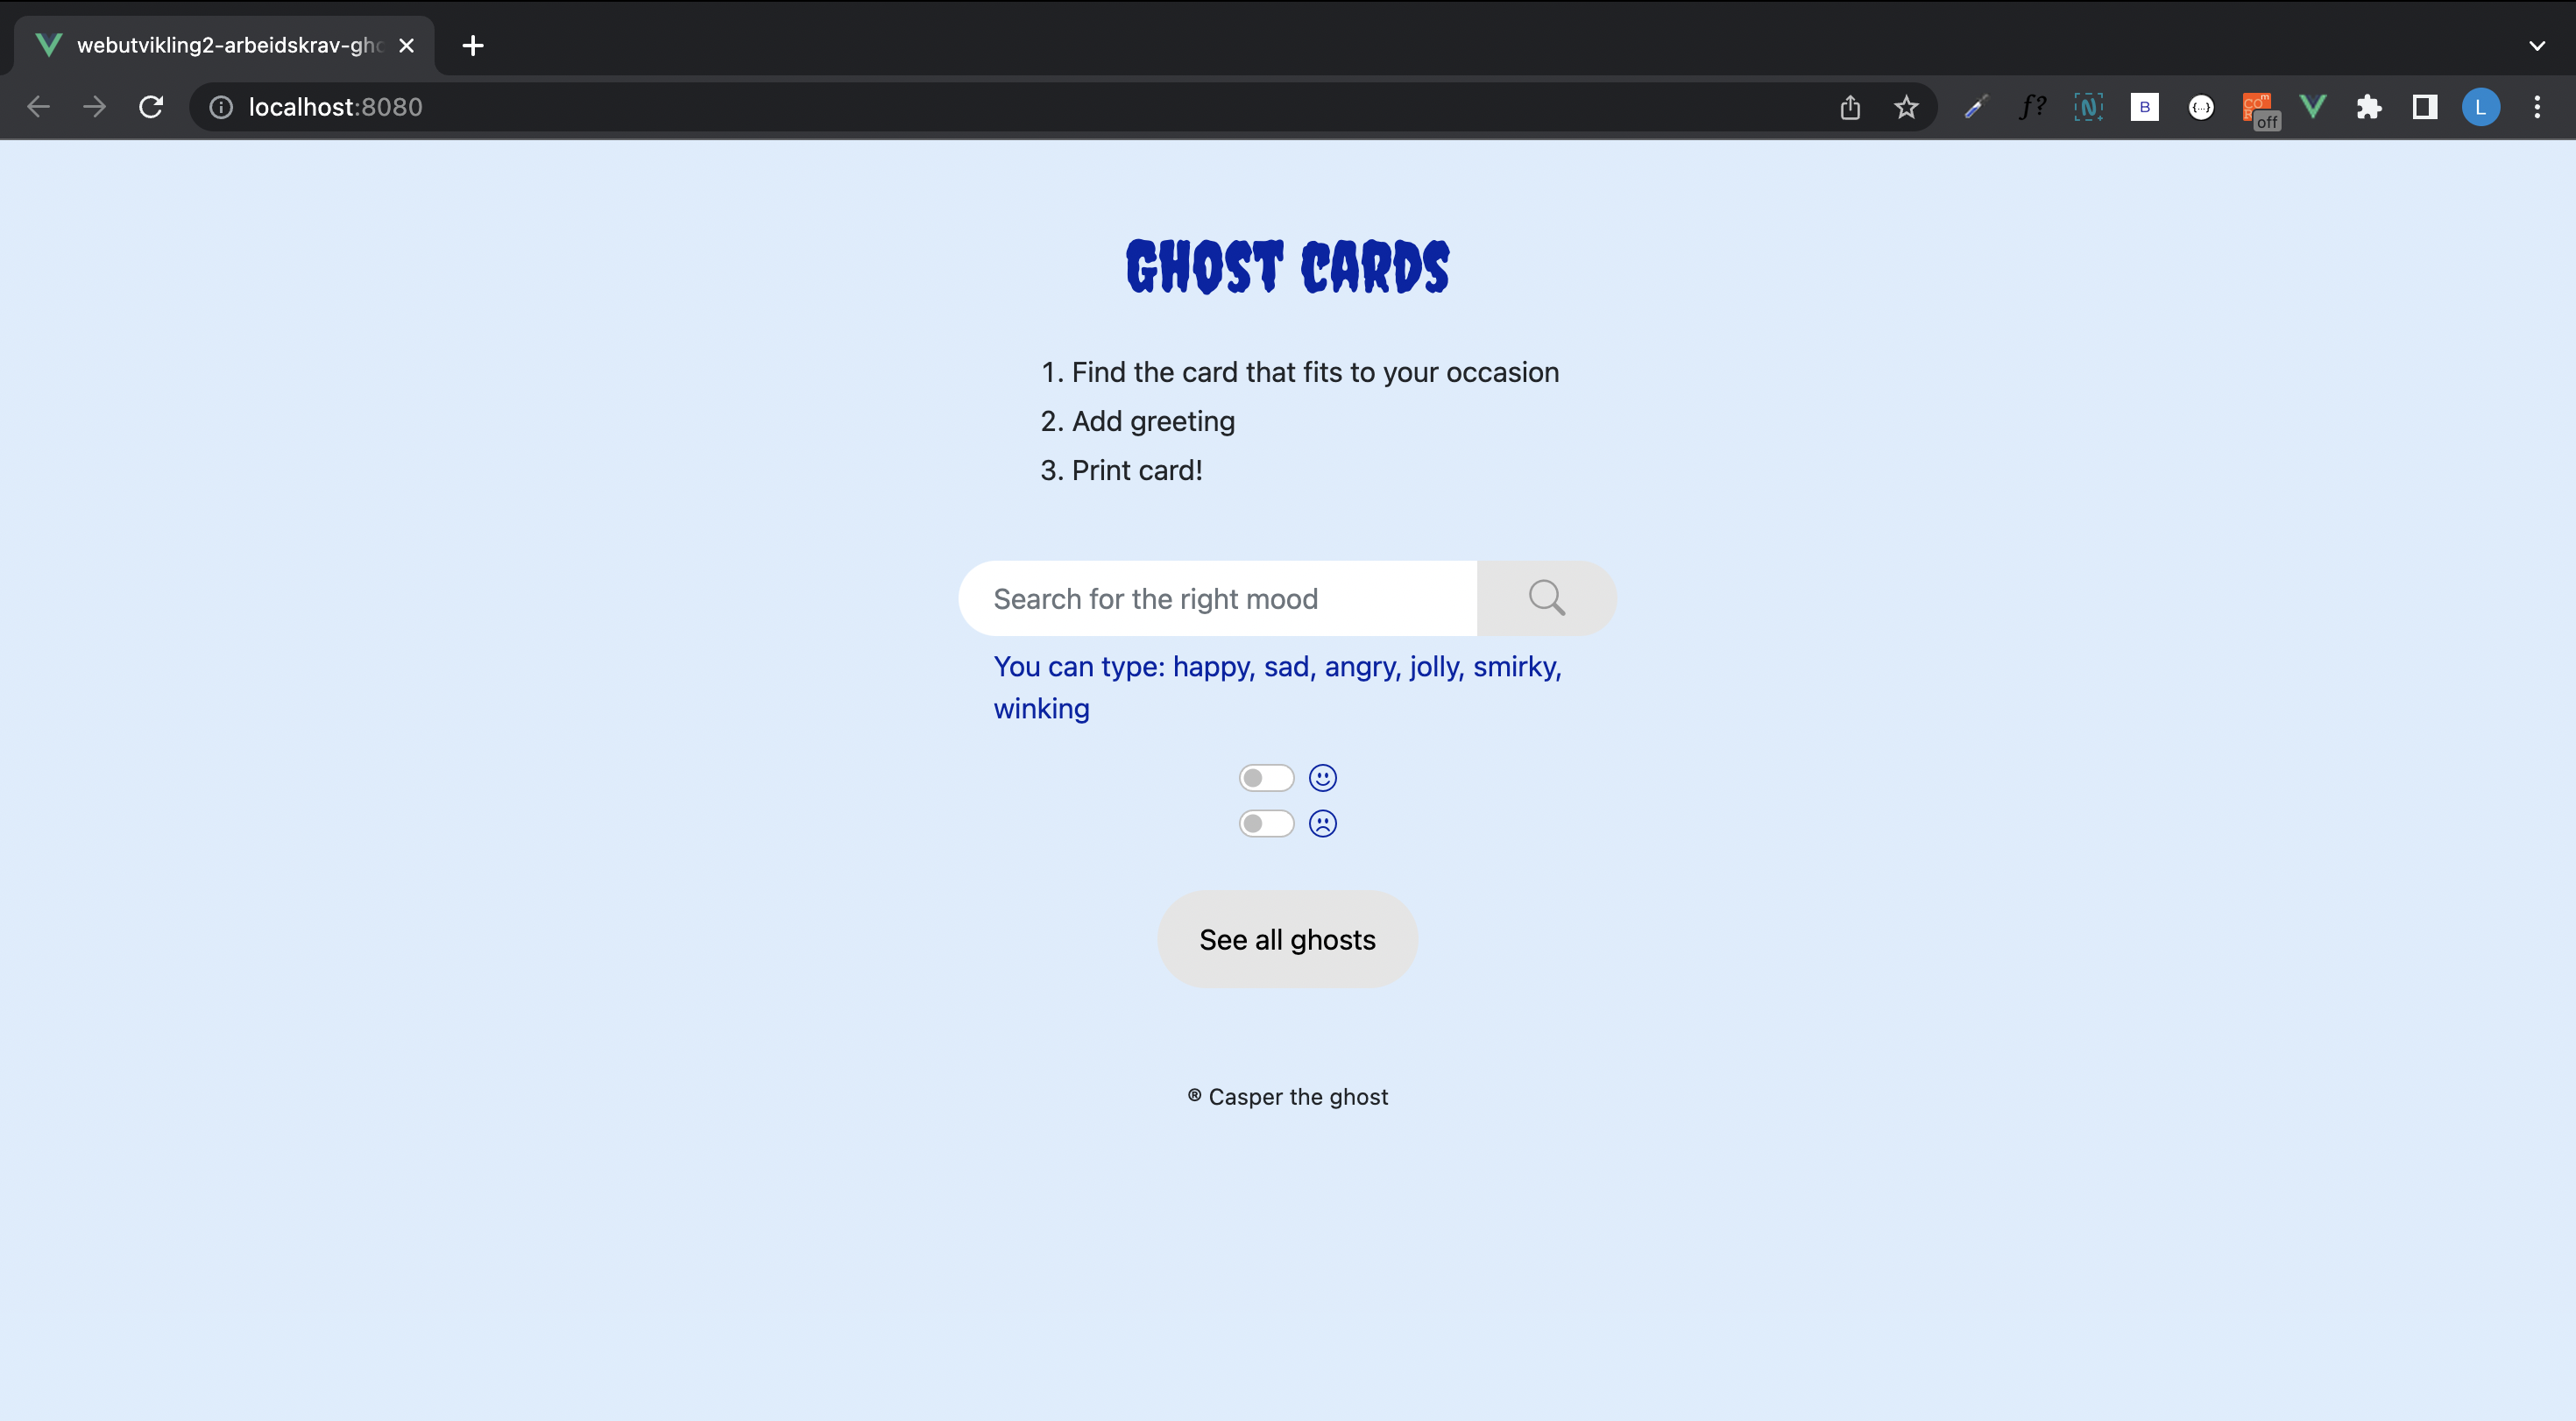 webutvikling2-arbeidskrav-gho
localhost:8080
f?
N
B
{...}
off
L
GHOST CARDS
1. Find the card that fits to your occasion
2. Add greeting
3. Print card!
Search for the right mood
You can type: happy, sad, angry, jolly, smirky,
winking
See all ghosts
® Casper the ghost